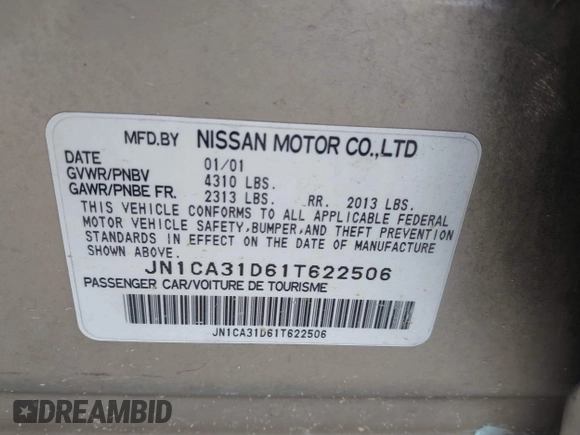 MFD.BY NISSAN MOTOR CO.,LTD
DATE 01/01
GVWR/PNBV 4310 LBS.
GAWR/PNBE FR. 2313 LBS. RR. 2013 LBS.
THIS VEHICLE CONFORMS TO ALL APPLICABLE FEDERAL
MOTOR VEHICLE SAFETY, BUMPER, AND THEFT PREVENTION
STANDARDS IN EFFECT ON THE DATE OF MANUFACTURE
SHOWN ABOVE.
JN1CA31D61T622506
PASSENGER CAR/VOITURE DE TOURISME
JN1CA31D61T622506
DREAMBID